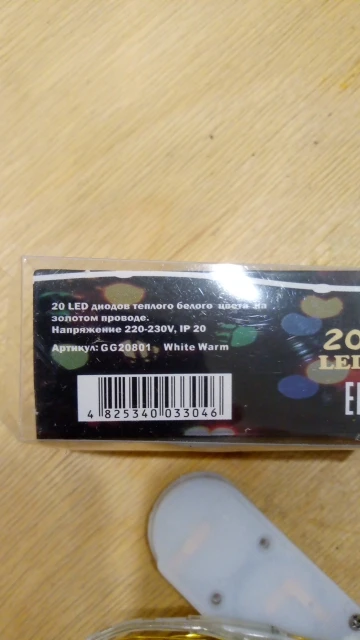 20 LED диодов теплого белого цвета на
золотом проводе.
Напряжение 220-230V, IP 20
Артикул: GG20801 White Warm
4 825340 033046
20
LED